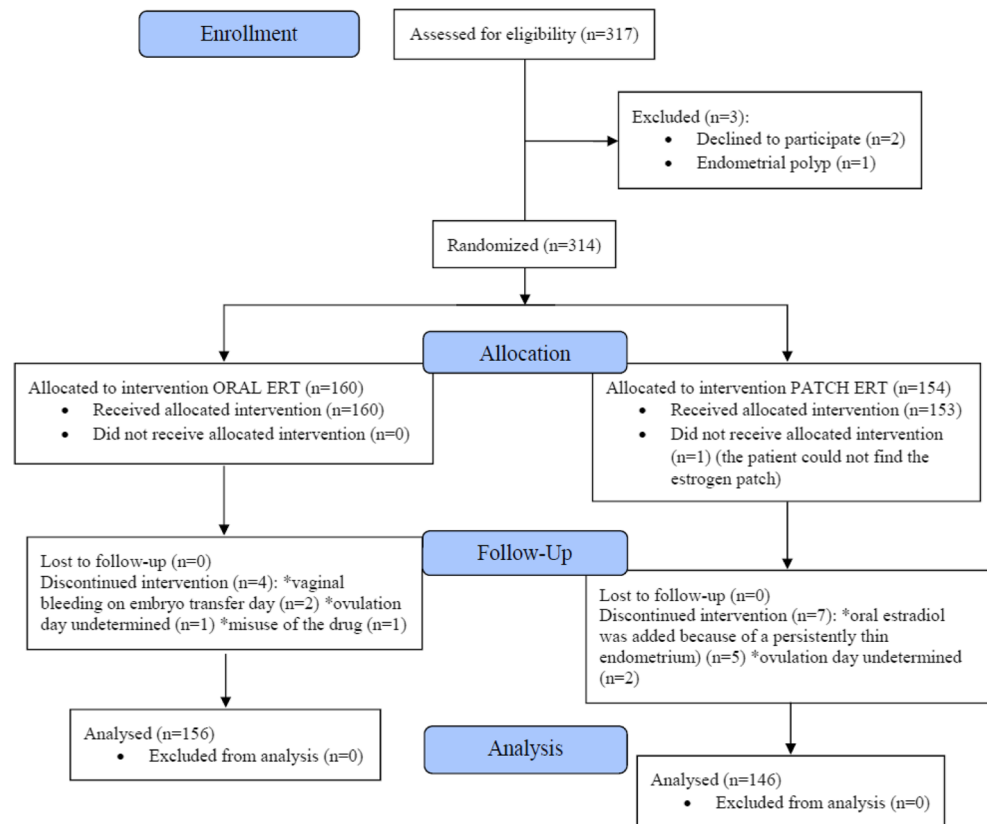 Enrollment
Assessed for eligibility (n=317)
Excluded (n=3):
• Declined to participate (n=2)
• Endometrial polyp (n=1)
Randomized (n=314)
Allocation
Allocated to intervention ORAL ERT (n=160)
• Received allocated intervention (n=160)
• Did not receive allocated intervention (n=0)
Allocated to intervention PATCH ERT (n=154)
• Received allocated intervention (n=153)
• Did not receive allocated intervention
(n=1) (the patient could not find the
estrogen patch)
Follow-Up
Lost to follow-up (n=0)
Discontinued intervention (n=4): *vaginal
bleeding on embryo transfer day (n=2) *ovulation
day undetermined (n=1) *misuse of the drug (n=1)
Lost to follow-up (n=0)
Discontinued intervention (n=7): *oral estradiol
was added because of a persistently thin
endometrium) (n=5) *ovulation day undetermined
(n=2)
Analysis
Analysed (n=156)
• Excluded from analysis (n=0)
Analysed (n=146)
• Excluded from analysis (n=0)